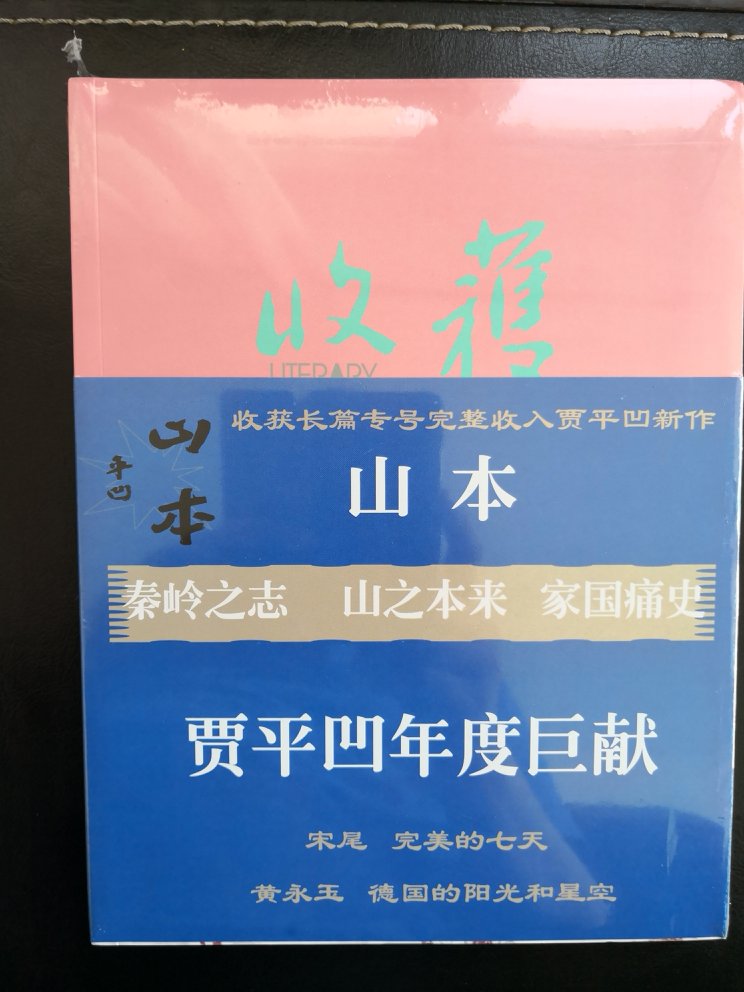 收穫
LITERARY
收获长篇专号完整收入贾平凹新作
山本
平凹
山本
秦岭之志 山之本来 家国痛史
贾平凹年度巨献
宋尾 完美的七天
黄永玉 德国的阳光和星空